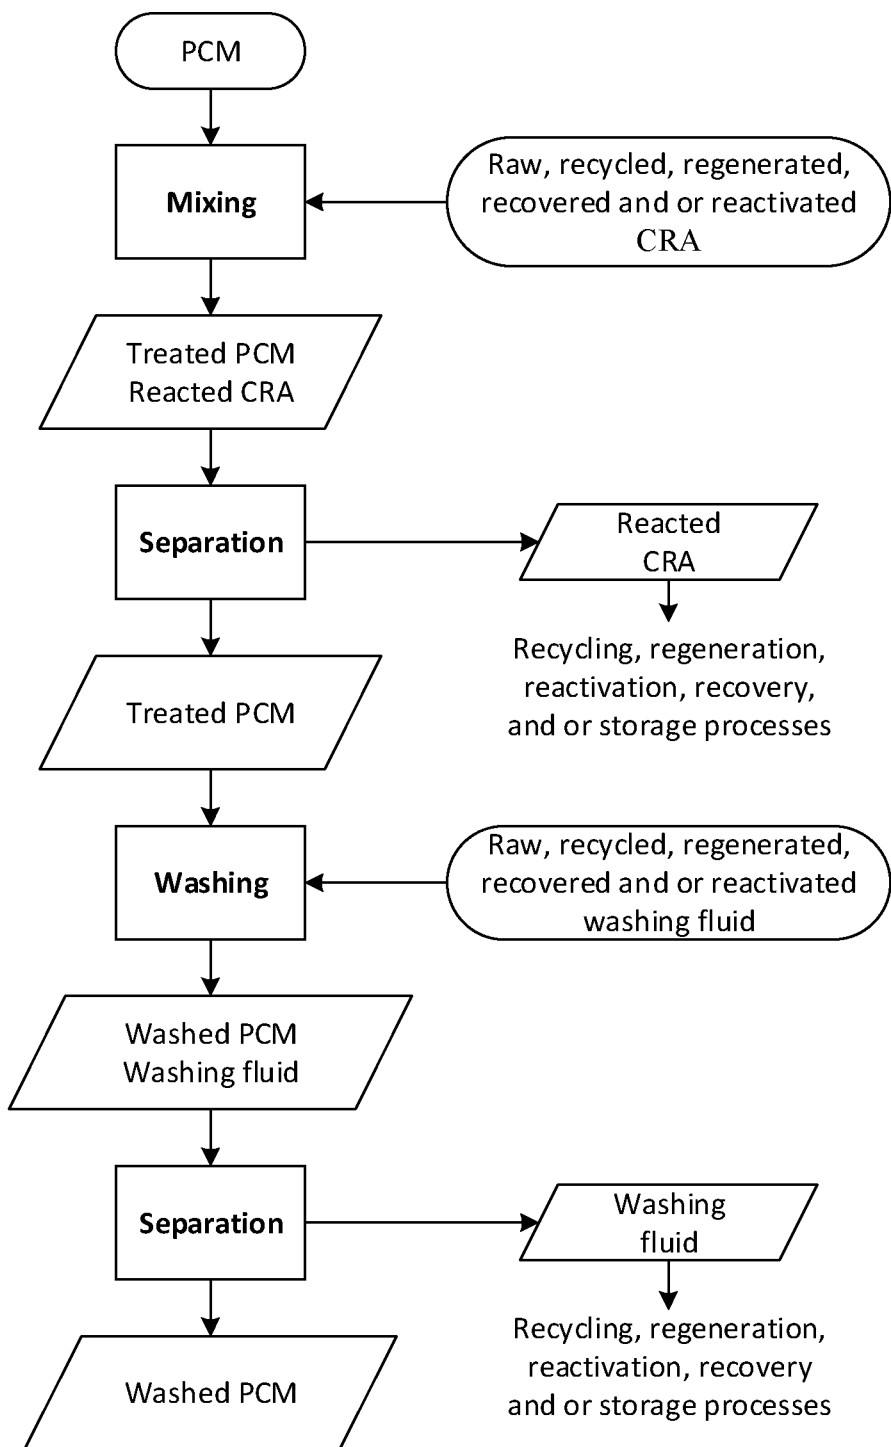 PCM
Mixing
Raw, recycled, regenerated,
recovered and or reactivated
CRA
Treated PCM
Reacted CRA
Separation
Reacted
CRA
Recycling, regeneration,
reactivation, recovery,
and or storage processes
Treated PCM
Washing
Raw, recycled, regenerated,
recovered and or reactivated
washing fluid
Washed PCM
Washing fluid
Separation
Washing
fluid
Recycling, regeneration,
reactivation, recovery
and or storage processes
Washed PCM